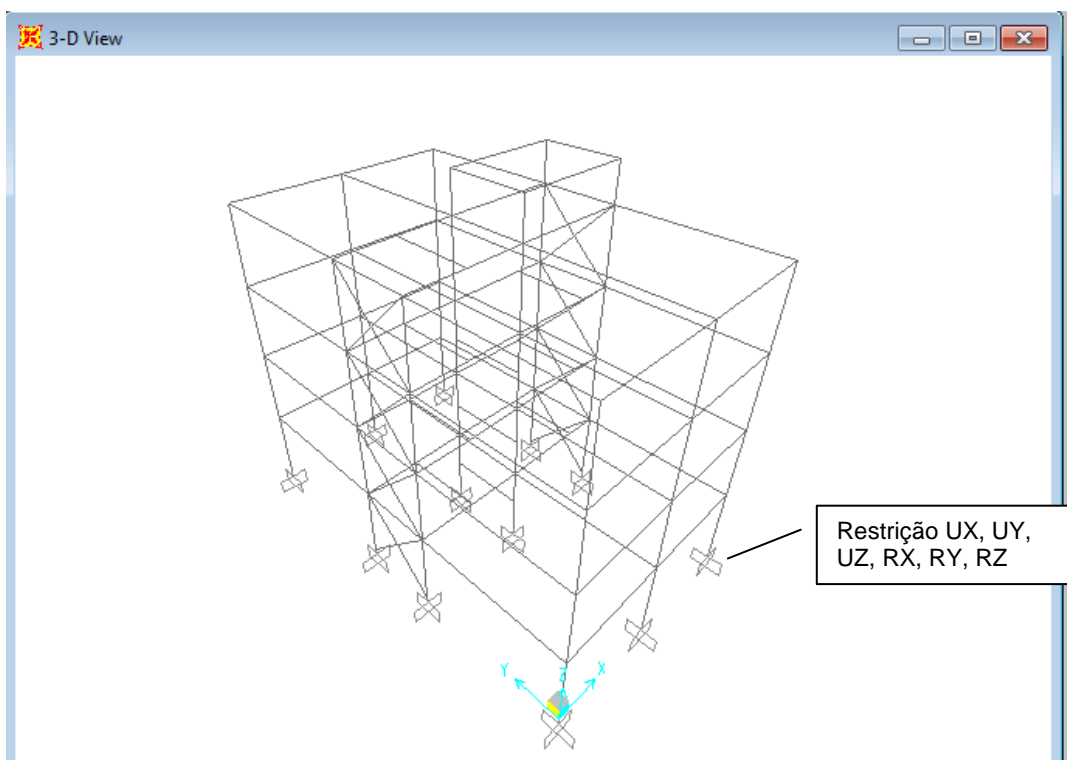 3-D View
Restrição UX, UY,
UZ, RX, RY, RZ
Y
Z
X